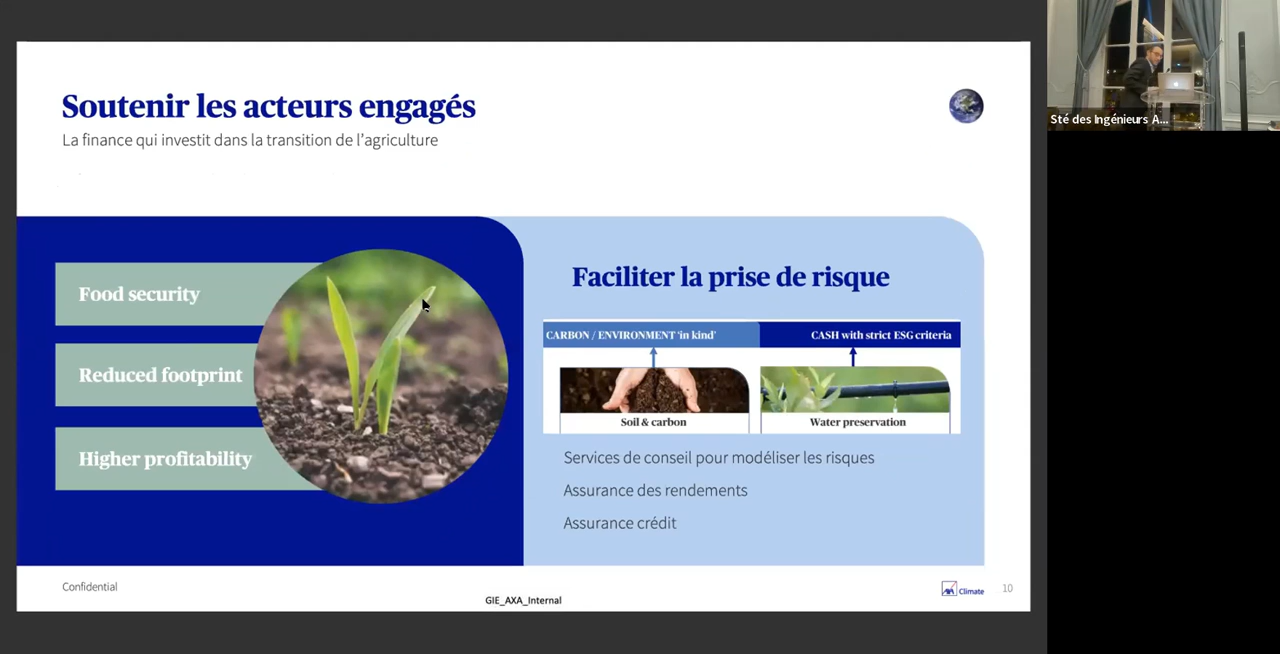 Soutenir les acteurs engagés
La finance qui investit dans la transition de l’agriculture
Food security
Reduced footprint
Higher profitability
Faciliter la prise de risque
CARBON / ENVIRONMENT ‘in kind’
CASH with strict ESG criteria
Soil & carbon
Water preservation
Services de conseil pour modéliser les risques
Assurance des rendements
Assurance crédit
Confidential
GIE_AXA_Internal
Climate
10
Sté des Ingénieurs A...